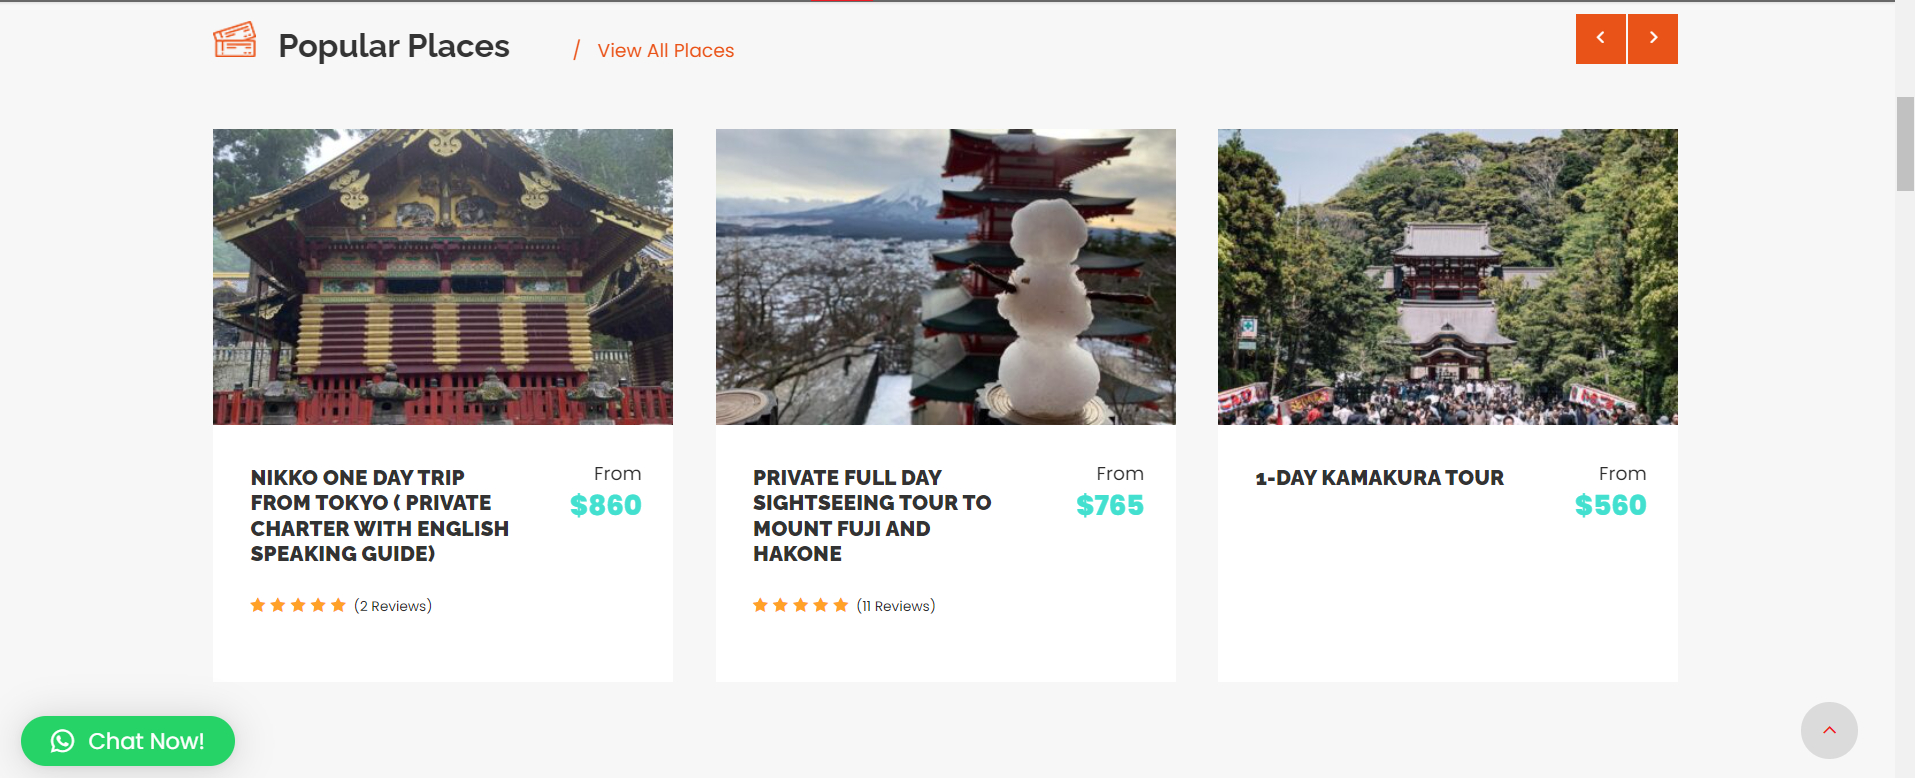 Popular Places / View All Places
NIKKO ONE DAY TRIP
FROM TOKYO ( PRIVATE
CHARTER WITH ENGLISH
SPEAKING GUIDE)
From
$860
(2 Reviews)
PRIVATE FULL DAY
SIGHTSEEING TOUR TO
MOUNT FUJI AND
HAKONE
From
$765
(11 Reviews)
1-DAY KAMAKURA TOUR
From
$560
Chat Now!